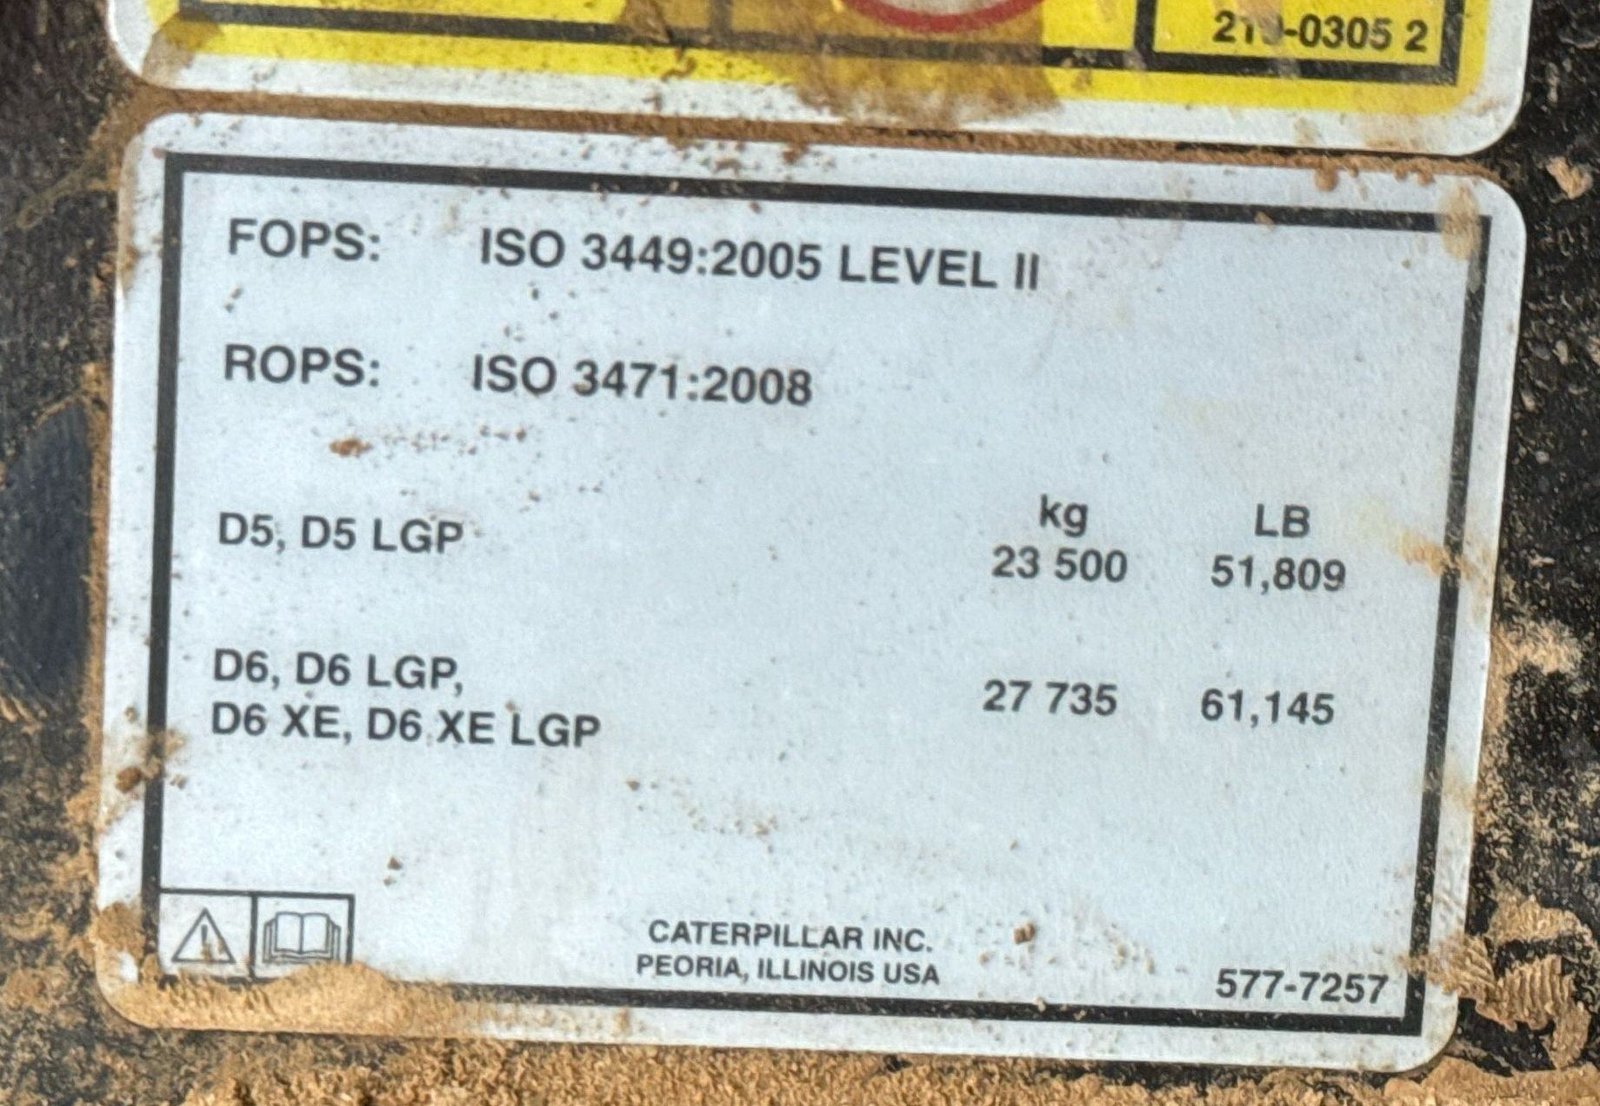 -0305 2
FOPS: ISO 3449:2005 LEVEL II
ROPS: ISO 3471:2008
kg LB
D5, D5 LGP 23 500 51,809
D6, D6 LGP,
D6 XE, D6 XE LGP 27 735 61,145
CATERPILLAR INC.
PEORIA, ILLINOIS USA
577-7257